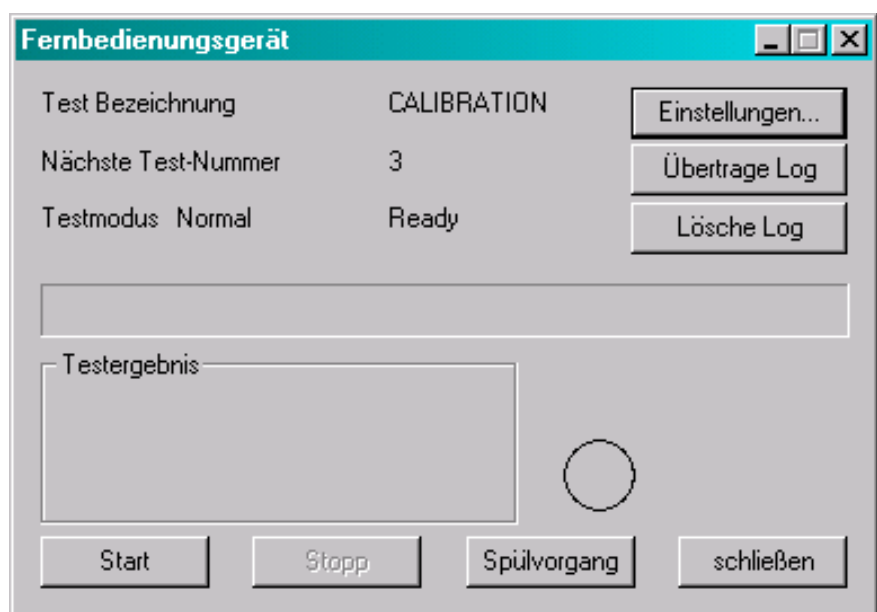 Fernbedienungsgerät
Test Bezeichnung CALIBRATION Einstellungen...
Nächste Test-Nummer 3 Übertrage Log
Testmodus Normal Ready Lösche Log
Testergebnis
Start Stopp Spülvorgang schließen